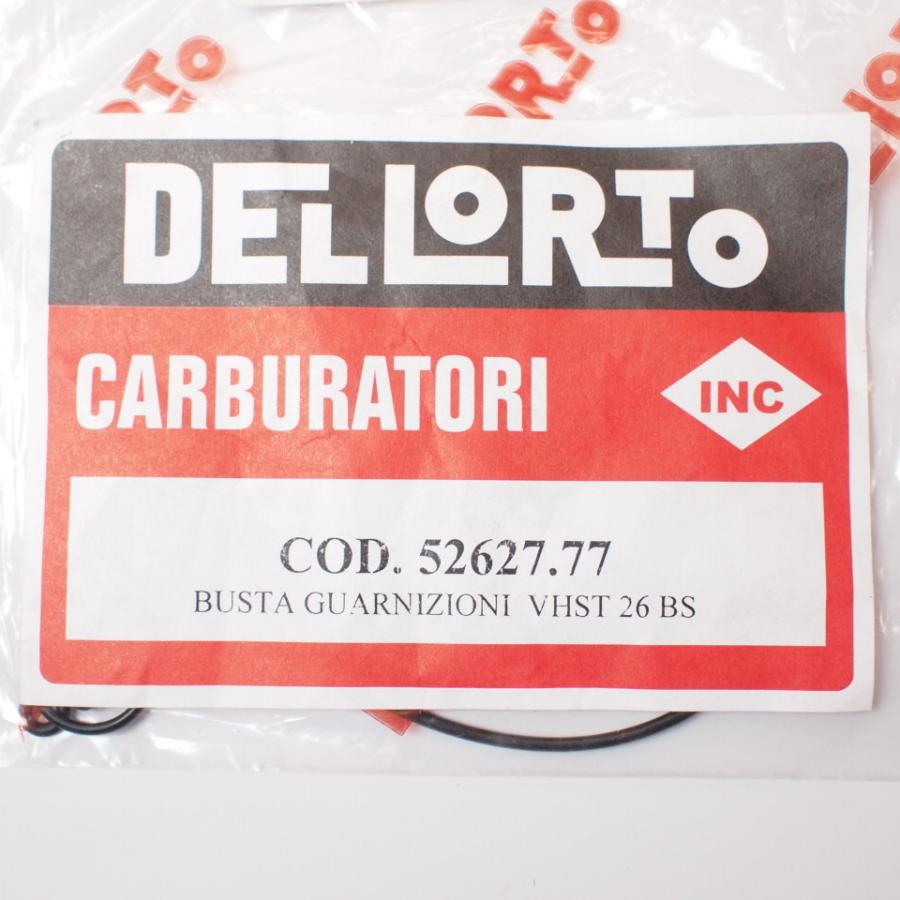 DELLORTO
CARBURATORI
INC
COD. 52627.77
BUSTA GUARNIZIONI VHST 26 BS